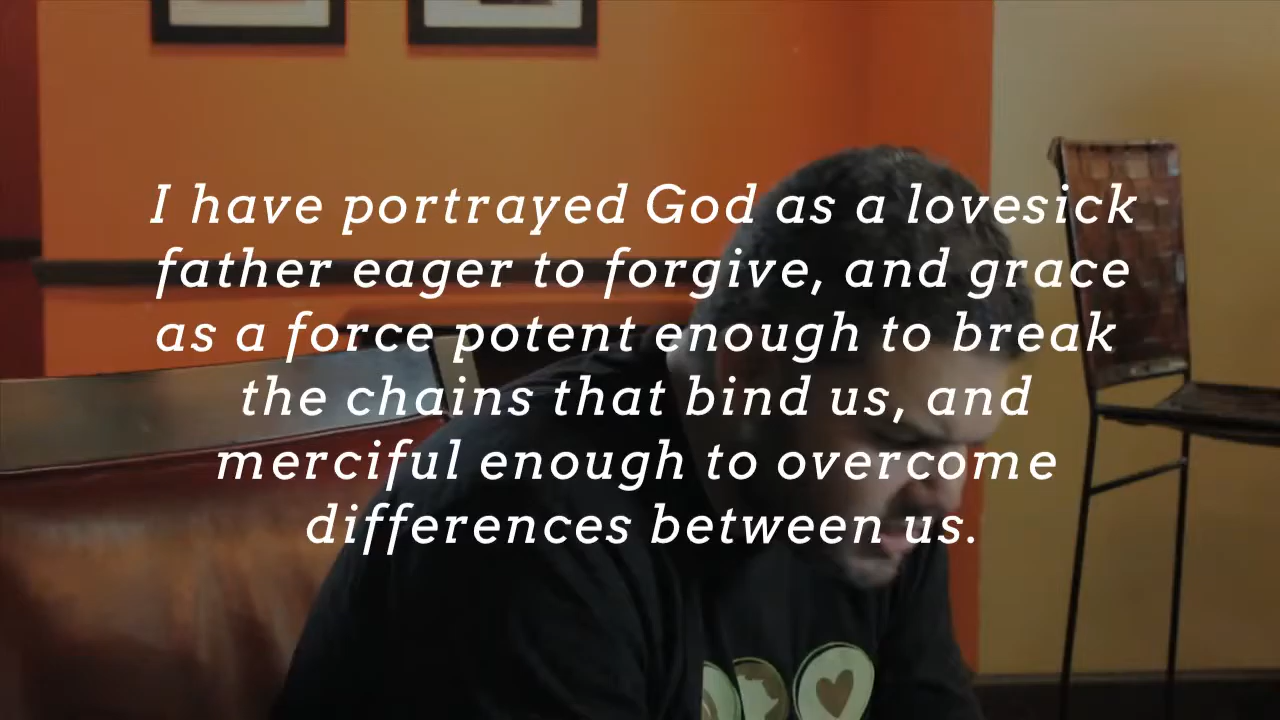 I have portrayed God as a lovesick
father eager to forgive, and grace
as a force potent enough to break
the chains that bind us, and
merciful enough to overcome
differences between us.